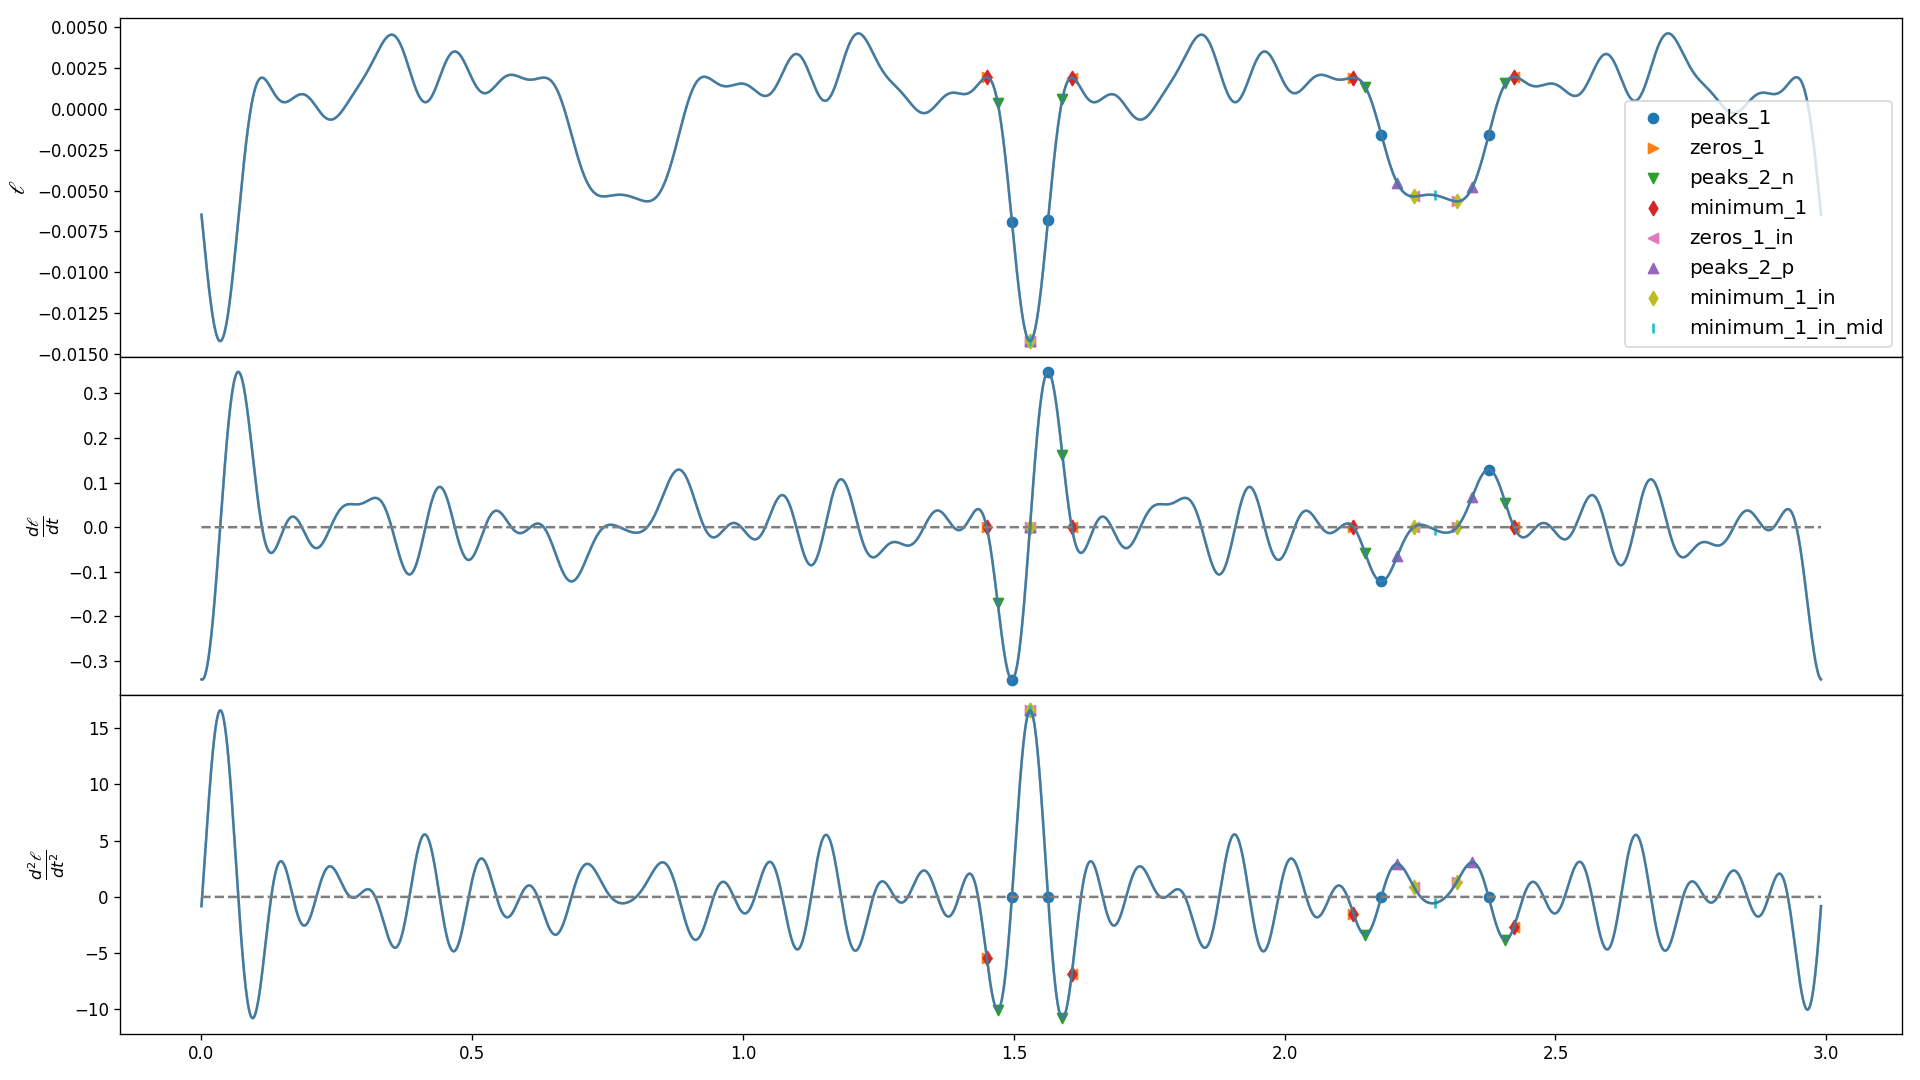 0.0050
0.0025
0.0000
−0.0025
−0.0050
−0.0075
−0.0100
−0.0125
−0.0150
ℓ
peaks_1
zeros_1
peaks_2_n
minimum_1
zeros_1_in
peaks_2_p
minimum_1_in
minimum_1_in_mid
0.3
0.2
0.1
0.0
−0.1
−0.2
−0.3
dℓ
dt
15
10
5
0
−5
−10
d²ℓ
dt²
0.0 0.5 1.0 1.5 2.0 2.5 3.0